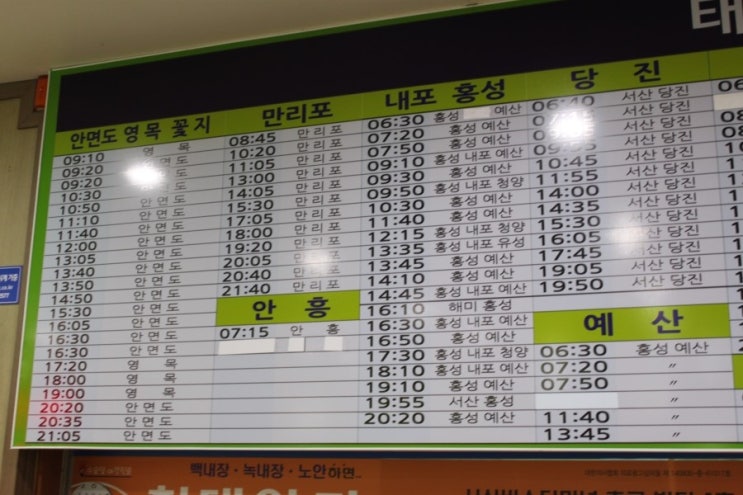 태
안면도 영목 꽃지
09:10 영 목
09:20
09:20
10:30 안면도
10:50 안면도
11:10 안면도
11:40 안면도
12:00 안면도
13:05 안면도
13:40 안면도
13:50 안면도
14:50 안면도
15:30 안면도
16:05 안면도
16:30 안면도
16:30 안면도
17:20 영 목
18:00 영 목
19:00 영 목
20:20 안면도
20:35 안면도
21:05 안면도
만리포
08:45 만리포
10:20 만리포
11:05 만리포
13:00 만리포
14:05 만리포
15:30 만리포
17:05 만리포
18:00 만리포
19:20 만리포
20:05
20:40 만리포
21:40 만리포
안 흥
07:15 안 흥
내포 홍성
06:30 홍성 예산
07:20 홍성 예산
07:50 홍성 예산
09:10 홍성 내포 예산
09:30 홍성 예산
09:50 홍성 내포 청양
10:30 홍성 예산
11:40 홍성 예산
12:15 홍성 내포 청양
13:35 홍성 내포 유성
13:45 홍성 예산
14:10 홍성 예산
14:45 홍성 내포 예산
16:10 해미 홍성
16:30 홍성 내포 예산
16:50 홍성 예산
17:30 홍성 내포 청양
18:10 홍성 내포 예산
19:10 홍성 예산
19:55 서산 홍성
20:20 홍성 예산
당 진
06:40 서산 당진
서산 당진
서산 당진
서산 당진
10:45 서산 당진
11:55 서산 당진
14:00 서산 당진
14:35 서산 당진
15:30 서산 당진
16:05
17:45 서산 당진
19:05 서산 당진
19:50 서산 당진
예 산
06:30 홍성 예산
07:20 〃
07:50 〃
11:40 〃
13:45 〃
백내장·녹내장·노안하면..